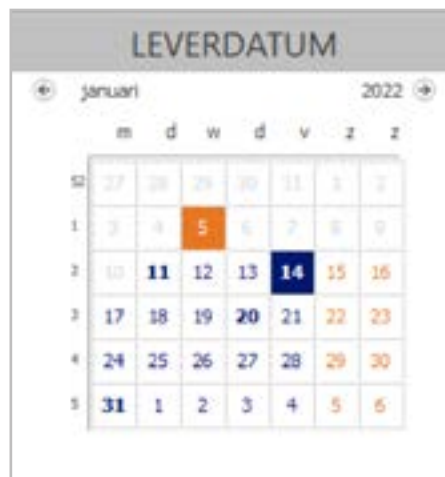 LEVERDATUM
januari 2022
m d w d v z z
52 27 28 29 30 31 1 2
1 3 4 5 6 7 8 9
2 10 11 12 13 14 15 16
3 17 18 19 20 21 22 23
4 24 25 26 27 28 29 30
5 31 1 2 3 4 5 6